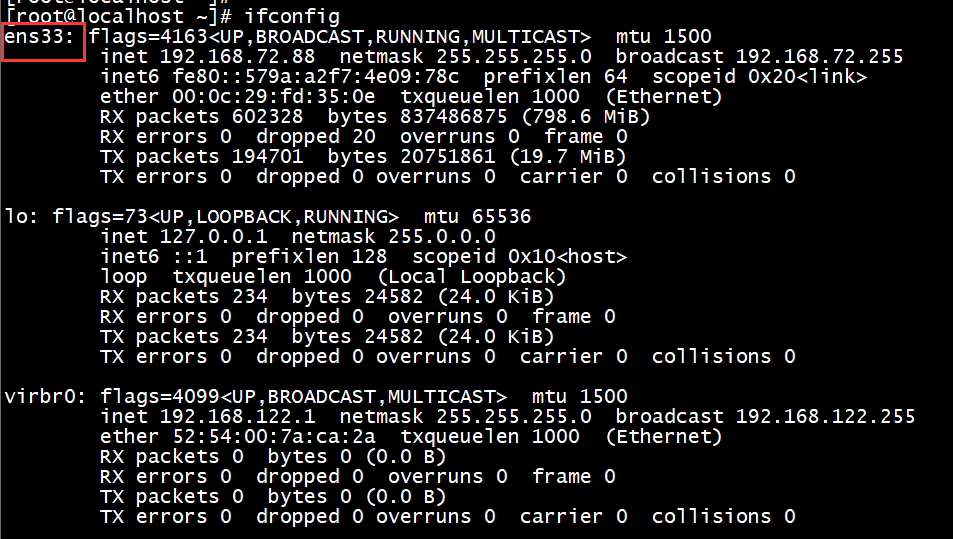 [root@localhost ~]#
[root@localhost ~]# ifconfig
ens33: flags=4163<UP,BROADCAST,RUNNING,MULTICAST>  mtu 1500
        inet 192.168.72.88  netmask 255.255.255.0  broadcast 192.168.72.255
        inet6 fe80::579a:a2f7:4e09:78c  prefixlen 64  scopeid 0x20<link>
        ether 00:0c:29:fd:35:0e  txqueuelen 1000  (Ethernet)
        RX packets 602328  bytes 837486875 (798.6 MiB)
        RX errors 0  dropped 20  overruns 0  frame 0
        TX packets 194701  bytes 20751861 (19.7 MiB)
        TX errors 0  dropped 0 overruns 0  carrier 0  collisions 0

lo: flags=73<UP,LOOPBACK,RUNNING>  mtu 65536
        inet 127.0.0.1  netmask 255.0.0.0
        inet6 ::1  prefixlen 128  scopeid 0x10<host>
        loop  txqueuelen 1000  (Local Loopback)
        RX packets 234  bytes 24582 (24.0 KiB)
        RX errors 0  dropped 0  overruns 0  frame 0
        TX packets 234  bytes 24582 (24.0 KiB)
        TX errors 0  dropped 0 overruns 0  carrier 0  collisions 0

virbr0: flags=4099<UP,BROADCAST,MULTICAST>  mtu 1500
        inet 192.168.122.1  netmask 255.255.255.0  broadcast 192.168.122.255
        ether 52:54:00:7a:ca:2a  txqueuelen 1000  (Ethernet)
        RX packets 0  bytes 0 (0.0 B)
        RX errors 0  dropped 0  overruns 0  frame 0
        TX packets 0  bytes 0 (0.0 B)
        TX errors 0  dropped 0 overruns 0  carrier 0  collisions 0